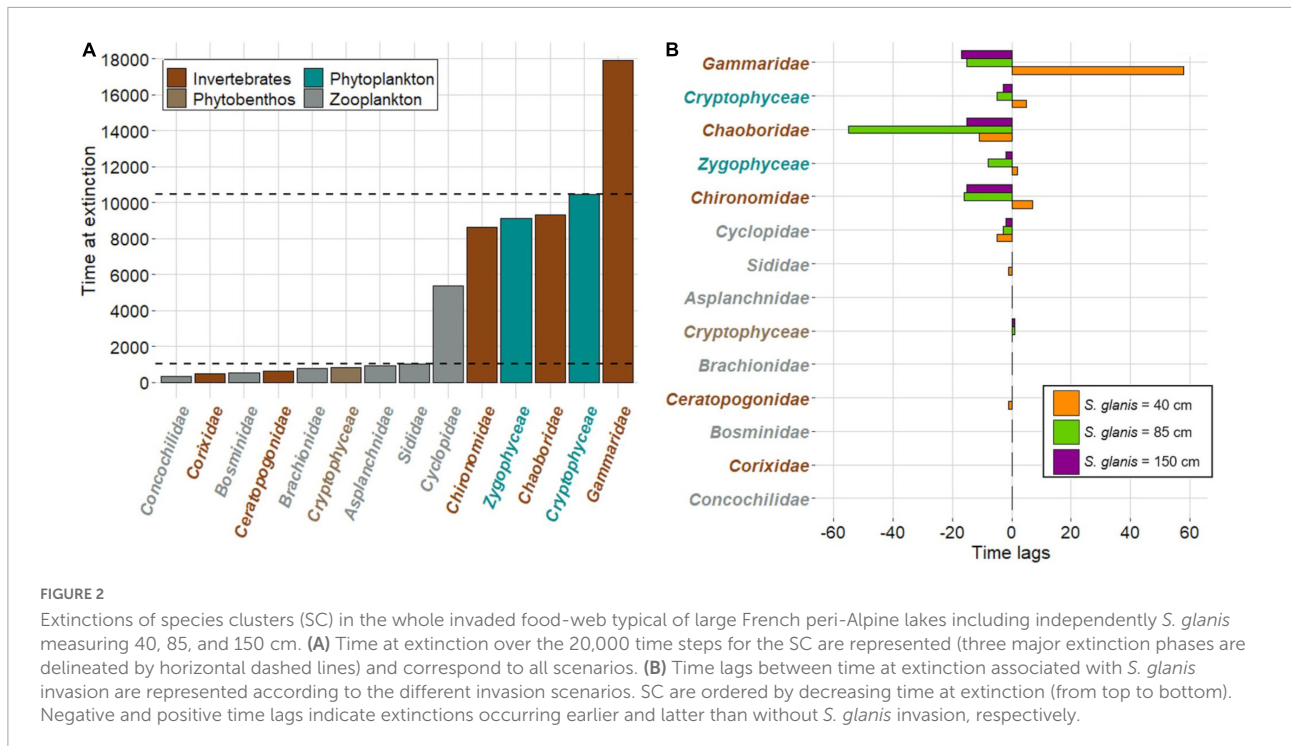 A
Time at extinction
18000
16000
14000
12000
10000
8000
6000
4000
2000
0
Invertebrates
Phytobenthos
Phytoplankton
Zooplankton
Concochilidae
Corixidae
Bosminidae
Ceratopogonidae
Brachionidae
Cryptophyceae
Asplanchnidae
Sididae
Cyclopidae
Chironomidae
Zygophyceae
Chaoboridae
Cryptophyceae
Gammaridae
B
Gammaridae
Cryptophyceae
Chaoboridae
Zygophyceae
Chironomidae
Cyclopidae
Sididae
Asplanchnidae
Cryptophyceae
Brachionidae
Ceratopogonidae
Bosminidae
Corixidae
Concochilidae
S. glanis = 40 cm
S. glanis = 85 cm
S. glanis = 150 cm
-60 -40 -20 0 20 40 60
Time lags
FIGURE 2
Extinctions of species clusters (SC) in the whole invaded food-web typical of large French peri-Alpine lakes including independently S. glanis
measuring 40, 85, and 150 cm. (A) Time at extinction over the 20,000 time steps for the SC are represented (three major extinction phases are
delineated by horizontal dashed lines) and correspond to all scenarios. (B) Time lags between time at extinction associated with S. glanis
invasion are represented according to the different invasion scenarios. SC are ordered by decreasing time at extinction (from top to bottom).
Negative and positive time lags indicate extinctions occurring earlier and latter than without S. glanis invasion, respectively.